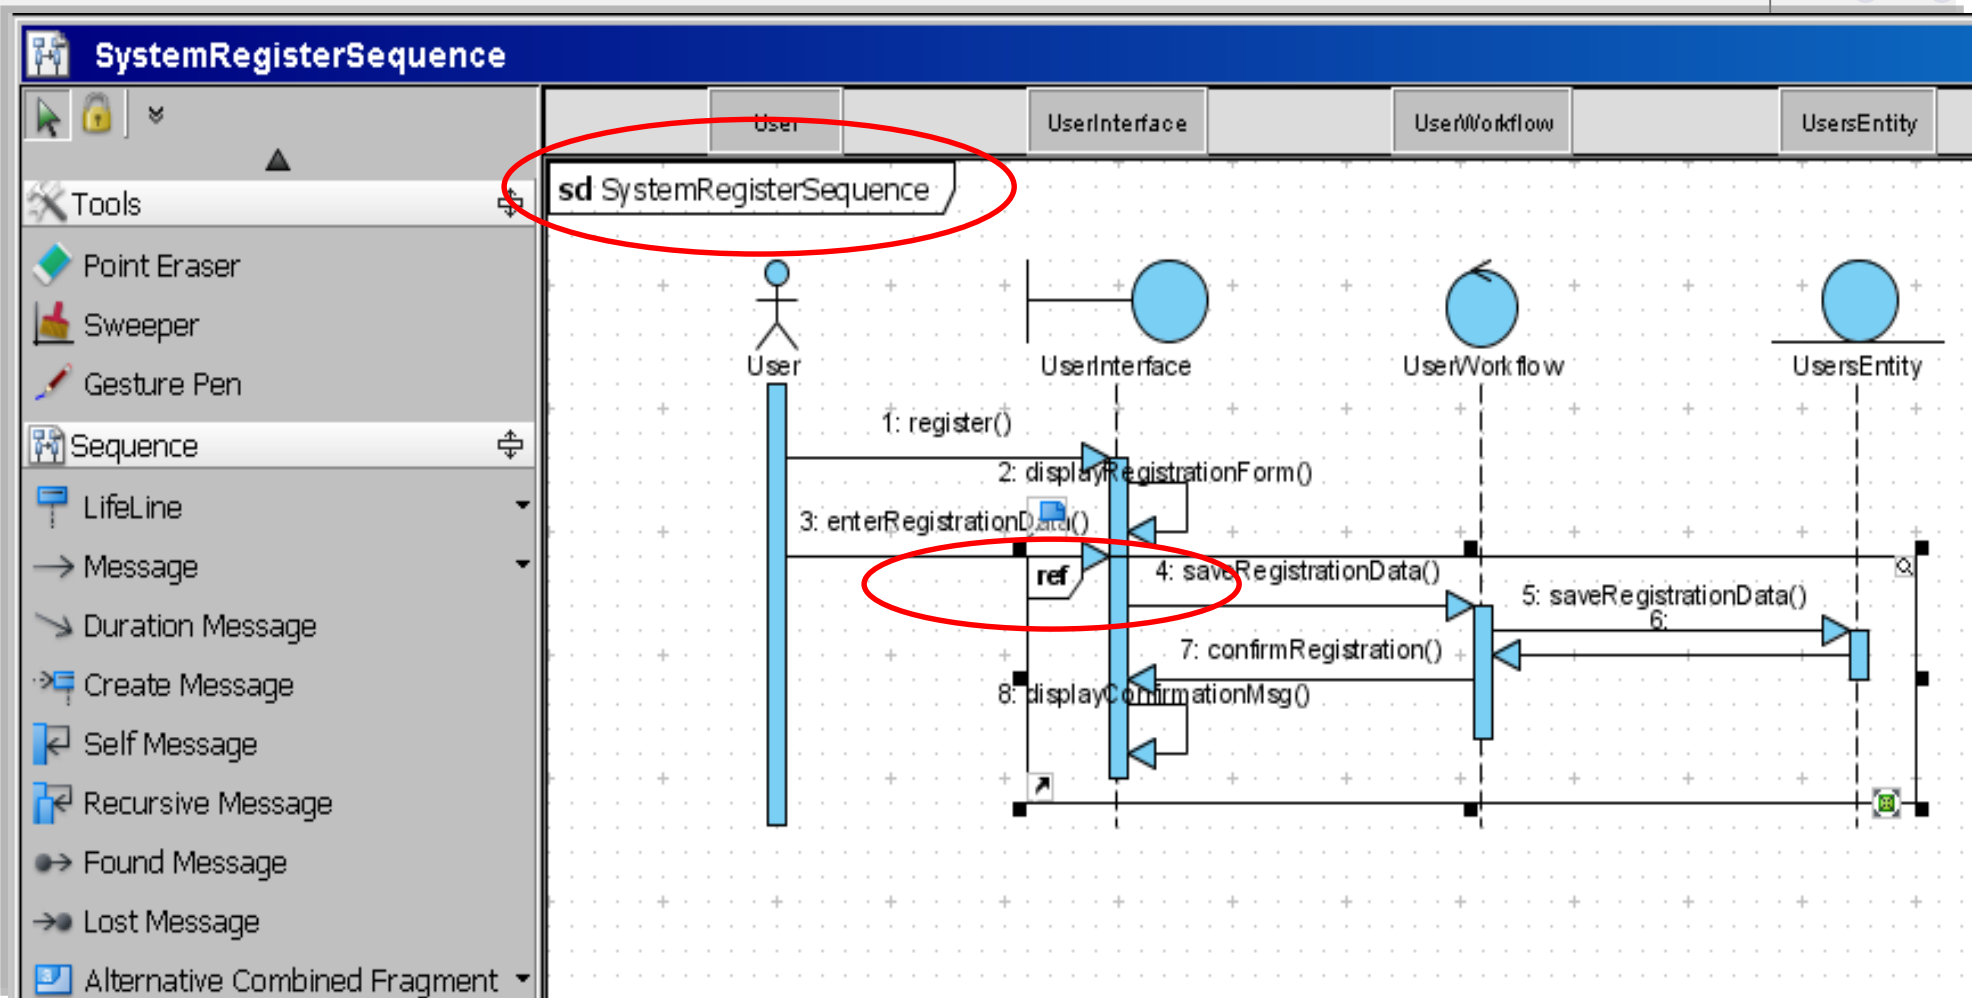 SystemRegisterSequence
User
UserInterface
UserWorkflow
UsersEntity
sd SystemRegisterSequence
Tools
Point Eraser
Sweeper
Gesture Pen
Sequence
LifeLine
Message
Duration Message
Create Message
Self Message
Recursive Message
Found Message
Lost Message
Alternative Combined Fragment
User
UserInterface
UserWorkflow
UsersEntity
1: register()
2: displayRegistrationForm()
3: enterRegistrationData()
ref
4: saveRegistrationData()
5: saveRegistrationData()
6:
7: confirmRegistration()
8: displayConfirmationMsg()